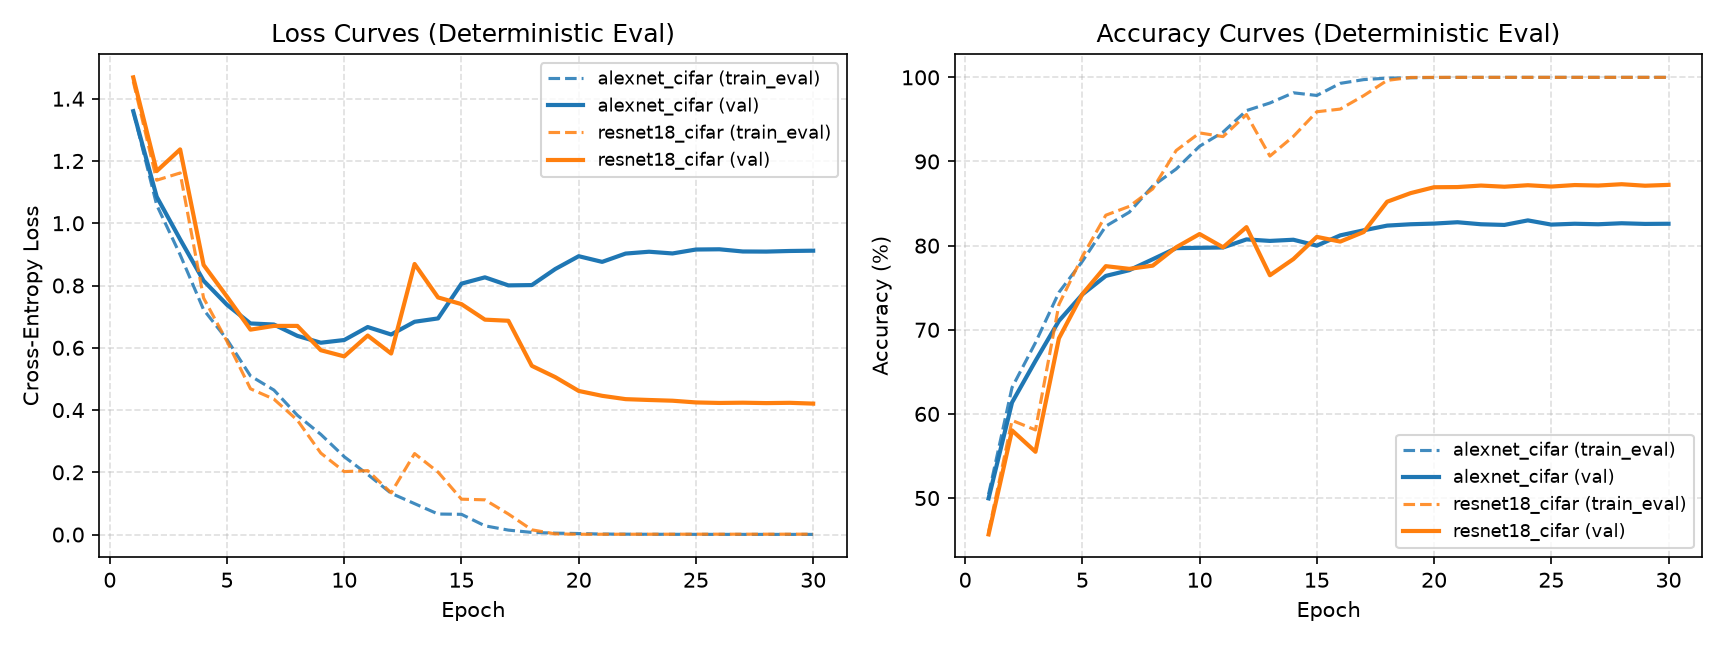 Loss Curves (Deterministic Eval)
1.4
1.2
1.0
0.8
0.6
0.4
0.2
0.0
Cross-Entropy Loss
alexnet_cifar (train_eval)
alexnet_cifar (val)
resnet18_cifar (train_eval)
resnet18_cifar (val)
0 5 10 15 20 25 30
Epoch
Accuracy Curves (Deterministic Eval)
100
90
80
70
60
50
Accuracy (%)
alexnet_cifar (train_eval)
alexnet_cifar (val)
resnet18_cifar (train_eval)
resnet18_cifar (val)
0 5 10 15 20 25 30
Epoch